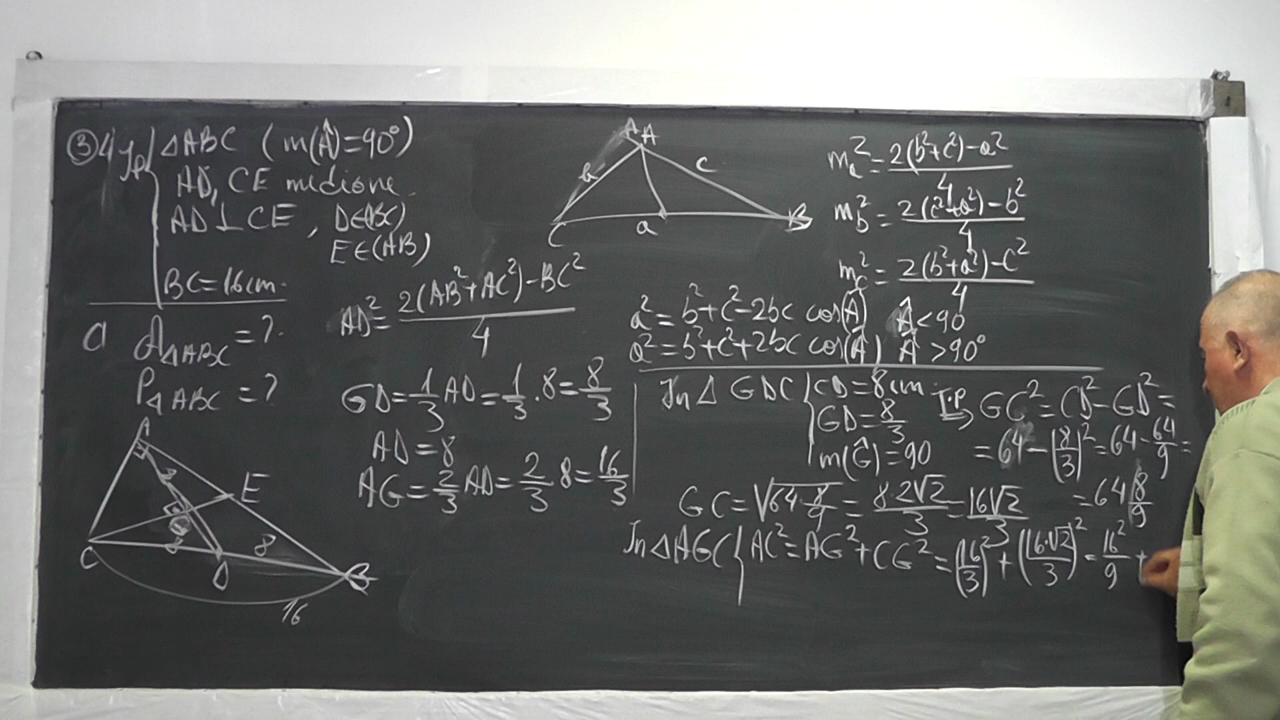 ③ 4 Ip ΔABC (m(Â)=90°)
AD, CE mediane
AD⊥CE, D∈(BC)
E∈(AB)
BC=16cm
a A_ΔABC=?
P_ΔABC=?
A
E
C
D
B
8
8
16
AD²=(2(AB²+AC²)-BC²)/4
GD=1/3 AD=1/3·8=8/3
AD=8
AG=2/3 AD=2/3·8=16/3
A
b
c
C
a
B
m_a²=(2(b²+c²)-a²)/4
m_b²=(2(c²+a²)-b²)/4
m_c²=(2(b²+a²)-c²)/4
a²=b²+c²-2bc cos(Â) Â<90
a²=b²+c²+2bc cos(Â) Â>90°
In Δ GDC { CD=8cm
GD=8/3
m(Ĝ)=90
T.P ⇒ GC²=CD²-GD²=
=64-(8/3)²=64-64/9=
=64·8/9
GC=√(64·8/9)=8·2√2/3=16√2/3
In ΔAGC { AC²=AG²+CG²=(16/3)²+(16·√2/3)²=16²/9+